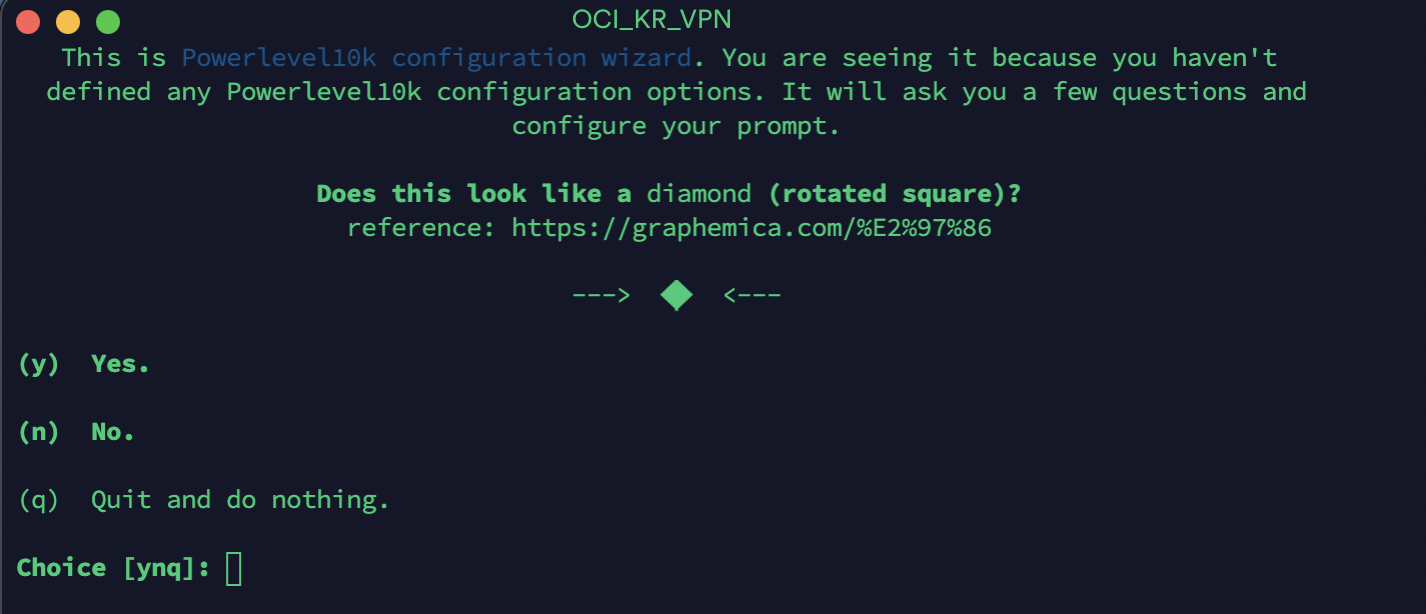 OCI_KR_VPN
This is Powerlevel10k configuration wizard. You are seeing it because you haven't
defined any Powerlevel10k configuration options. It will ask you a few questions and
configure your prompt.
Does this look like a diamond (rotated square)?
reference: https://graphemica.com/%E2%97%86
---> ◆ <---
(y) Yes.
(n) No.
(q) Quit and do nothing.
Choice [ynq]: